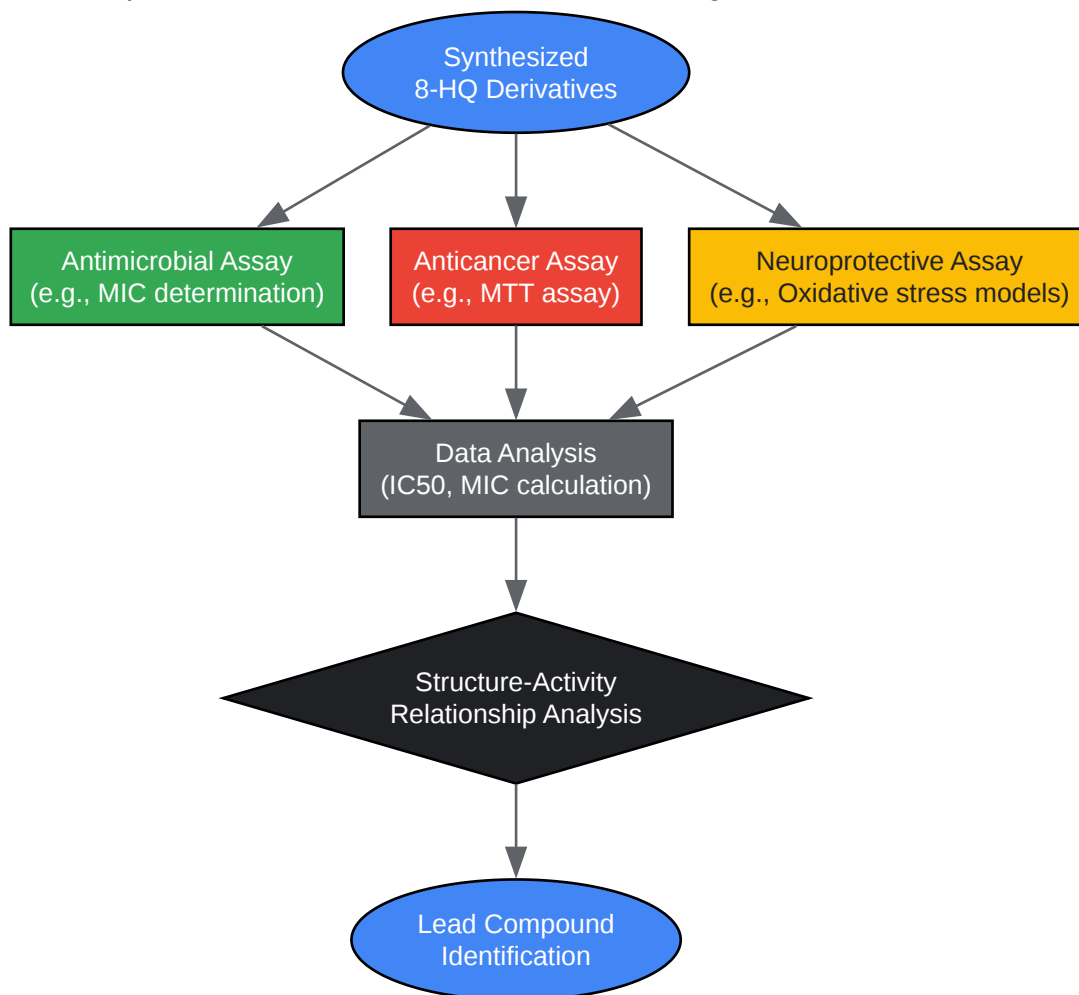 Synthesized
8-HQ Derivatives
Antimicrobial Assay
(e.g., MIC determination)
Anticancer Assay
(e.g., MTT assay)
Neuroprotective Assay
(e.g., Oxidative stress models)
Data Analysis
(IC50, MIC calculation)
Structure-Activity
Relationship Analysis
Lead Compound
Identification